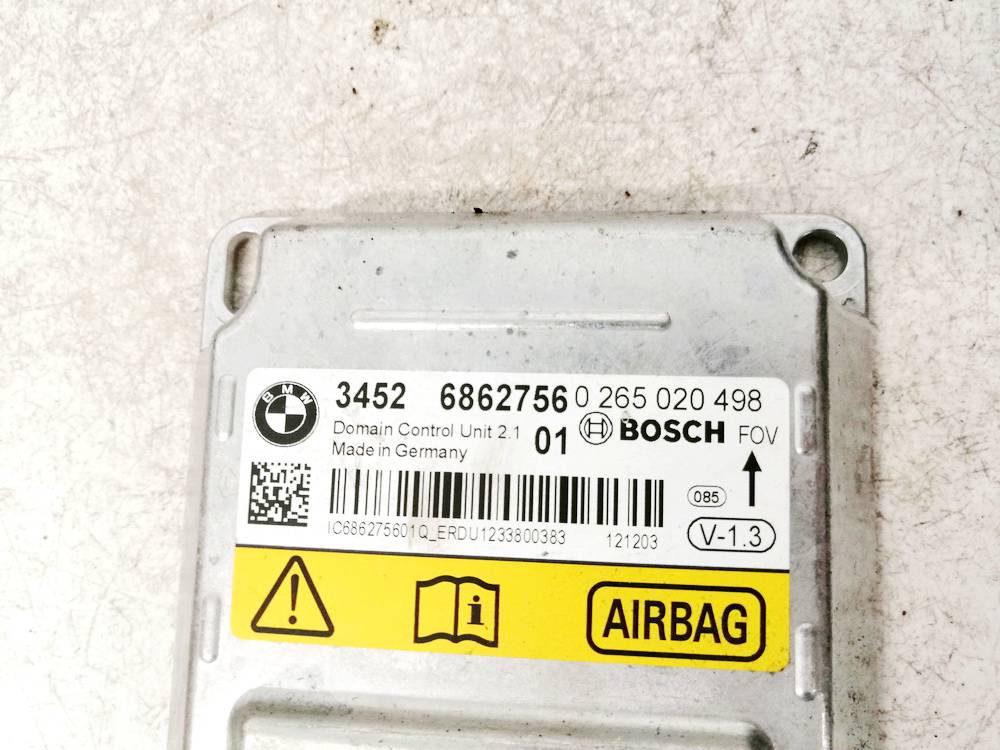 BMW
3452 6862756 0 265 020 498
Domain Control Unit 2.1 01 BOSCH FOV
Made in Germany
085
IC686275601Q_ERDU1233800383 121203 V-1.3
i AIRBAG